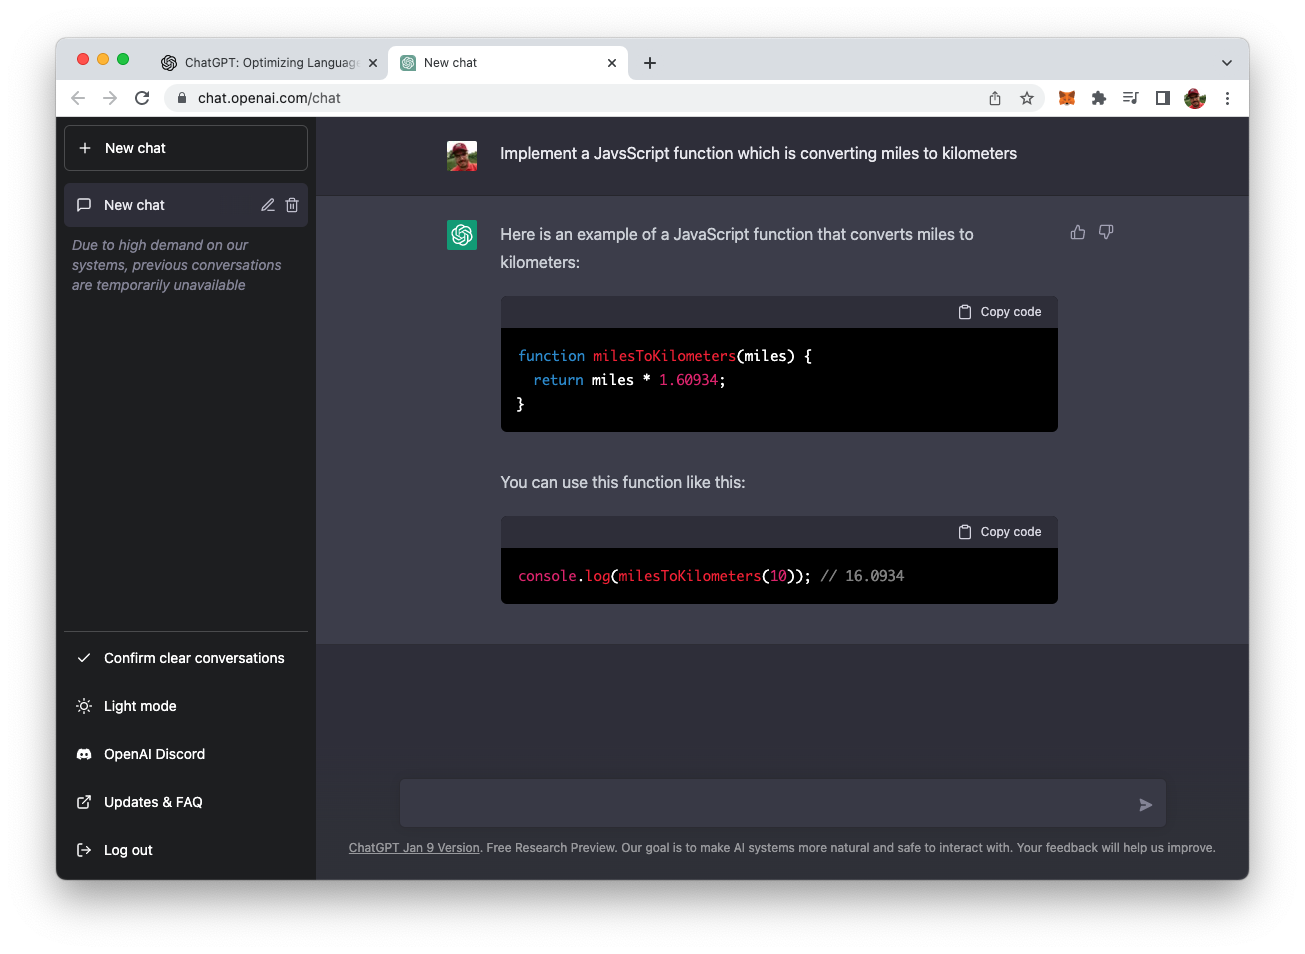 ChatGPT: Optimizing Language
New chat
chat.openai.com/chat
New chat
New chat
Due to high demand on our
systems, previous conversations
are temporarily unavailable
Confirm clear conversations
Light mode
OpenAI Discord
Updates & FAQ
Log out
Implement a JavsScript function which is converting miles to kilometers
Here is an example of a JavaScript function that converts miles to
kilometers:
Copy code
function milesToKilometers(miles) {
  return miles * 1.60934;
}
You can use this function like this:
Copy code
console.log(milesToKilometers(10)); // 16.0934
ChatGPT Jan 9 Version. Free Research Preview. Our goal is to make AI systems more natural and safe to interact with. Your feedback will help us improve.